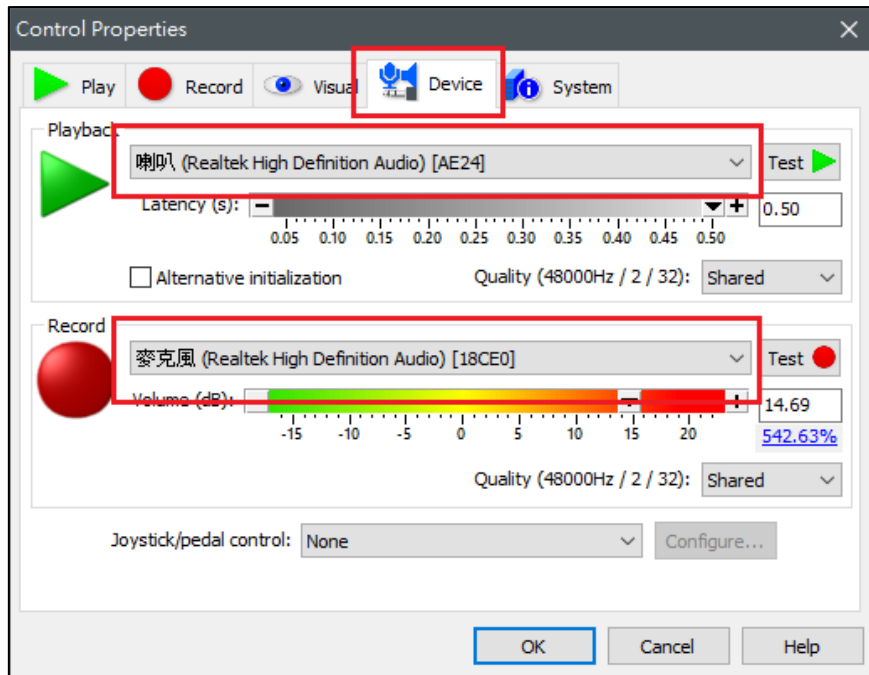 Control Properties
Play Record Visual Device System
Playback
喇叭 (Realtek High Definition Audio) [AE24] Test
Latency (s): 0.50
0.05 0.10 0.15 0.20 0.25 0.30 0.35 0.40 0.45 0.50
Alternative initialization Quality (48000Hz / 2 / 32): Shared
Record
麥克風 (Realtek High Definition Audio) [18CE0] Test
Volume (dB): 14.69
-15 -10 -5 0 5 10 15 20 542.63%
Quality (48000Hz / 2 / 32): Shared
Joystick/pedal control: None Configure...
OK Cancel Help